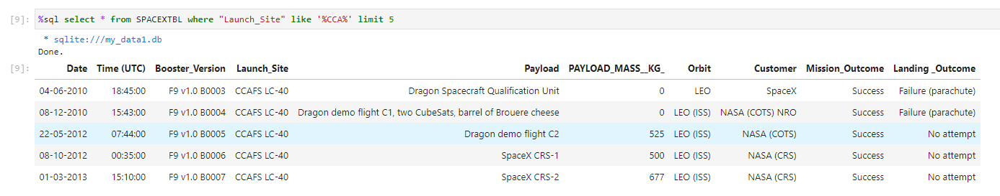 [9]: %sql select * from SPACEXTBL where "Launch_Site" like '%CCA%' limit 5
* sqlite:///my_data1.db
Done.
[9]: Date Time (UTC) Booster_Version Launch_Site Payload PAYLOAD_MASS__KG_ Orbit Customer Mission_Outcome Landing _Outcome
04-06-2010 18:45:00 F9 v1.0 B0003 CCAFS LC-40 Dragon Spacecraft Qualification Unit 0 LEO SpaceX Success Failure (parachute)
08-12-2010 15:43:00 F9 v1.0 B0004 CCAFS LC-40 Dragon demo flight C1, two CubeSats, barrel of Brouere cheese 0 LEO (ISS) NASA (COTS) NRO Success Failure (parachute)
22-05-2012 07:44:00 F9 v1.0 B0005 CCAFS LC-40 Dragon demo flight C2 525 LEO (ISS) NASA (COTS) Success No attempt
08-10-2012 00:35:00 F9 v1.0 B0006 CCAFS LC-40 SpaceX CRS-1 500 LEO (ISS) NASA (CRS) Success No attempt
01-03-2013 15:10:00 F9 v1.0 B0007 CCAFS LC-40 SpaceX CRS-2 677 LEO (ISS) NASA (CRS) Success No attempt